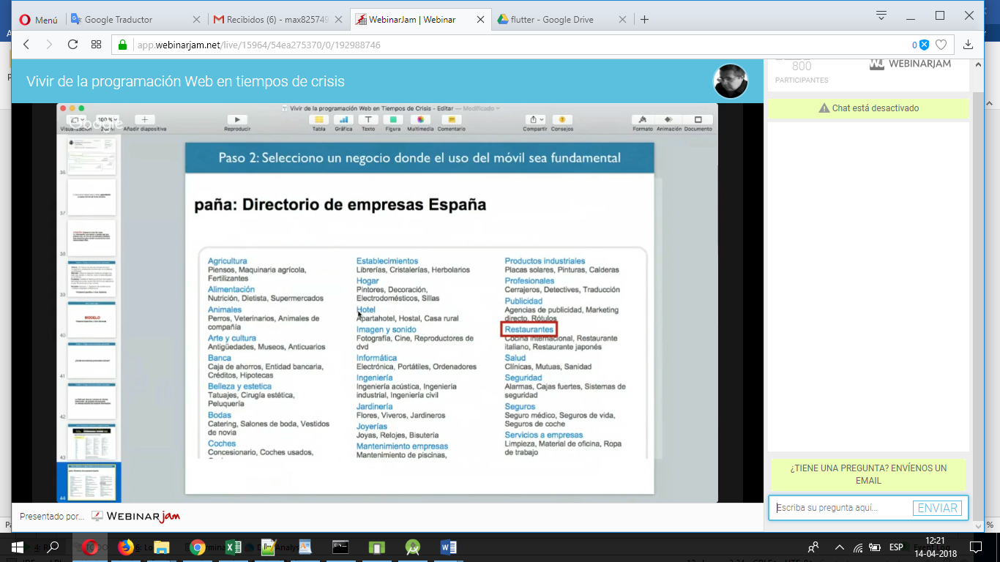 Menú
Google Traductor
Recibidos (6) - max825749
WebinarJam | Webinar
flutter - Google Drive
app.webinarjam.net/live/15964/54ea275370/0/192988746
0
Vivir de la programación Web en tiempos de crisis
800
PARTICIPANTES
WEBINARJAM
Chat está desactivado
Vivir de la programación Web en Tiempos de Crisis - Editar — Modificado
Google
100 %
Añadir diapositiva
Reproducir
Tabla
Gráfica
Texto
Figura
Multimedia
Comentario
Compartir
Consejos
Formato
Animación
Documento
36
37
38
39
MODELO
40
41
42
43
44
Paso 2: Selecciono un negocio donde el uso del móvil sea fundamental
paña: Directorio de empresas España
Agricultura
Piensos, Maquinaria agrícola,
Fertilizantes
Alimentación
Nutrición, Dietista, Supermercados
Animales
Perros, Veterinarios, Animales de
compañía
Arte y cultura
Antigüedades, Museos, Anticuarios
Banca
Caja de ahorros, Entidad bancaria,
Créditos, Hipotecas
Belleza y estetica
Tatuajes, Cirugía estética,
Peluquería
Bodas
Catering, Salones de boda, Vestidos
de novia
Coches
Concesionario, Coches usados,
Establecimientos
Librerías, Cristalerías, Herbolarios
Hogar
Pintores, Decoración,
Electrodomésticos, Sillas
Hotel
Apartahotel, Hostal, Casa rural
Imagen y sonido
Fotografía, Cine, Reproductores de
dvd
Informática
Electrónica, Portátiles, Ordenadores
Ingeniería
Ingeniería acústica, Ingeniería
industrial, Ingeniería civil
Jardinería
Flores, Viveros, Jardineros
Joyerías
Joyas, Relojes, Bisutería
Mantenimiento empresas
Mantenimiento de piscinas,
Productos industriales
Placas solares, Pinturas, Calderas
Profesionales
Cerrajeros, Detectives, Traducción
Publicidad
Agencias de publicidad, Marketing
directo, Rótulos
Restaurantes
Cocina internacional, Restaurante
italiano, Restaurante japonés
Salud
Clínicas, Mutuas, Sanidad
Seguridad
Alarmas, Cajas fuertes, Sistemas de
seguridad
Seguros
Seguro médico, Seguros de vida,
Seguros de coche
Servicios a empresas
Limpieza, Material de oficina, Ropa
de trabajo
¿TIENE UNA PREGUNTA? ENVÍENOS UN
EMAIL
Escriba su pregunta aquí...
ENVIAR
Presentado por...
WEBINARjam
ESP
12:21
14-04-2018